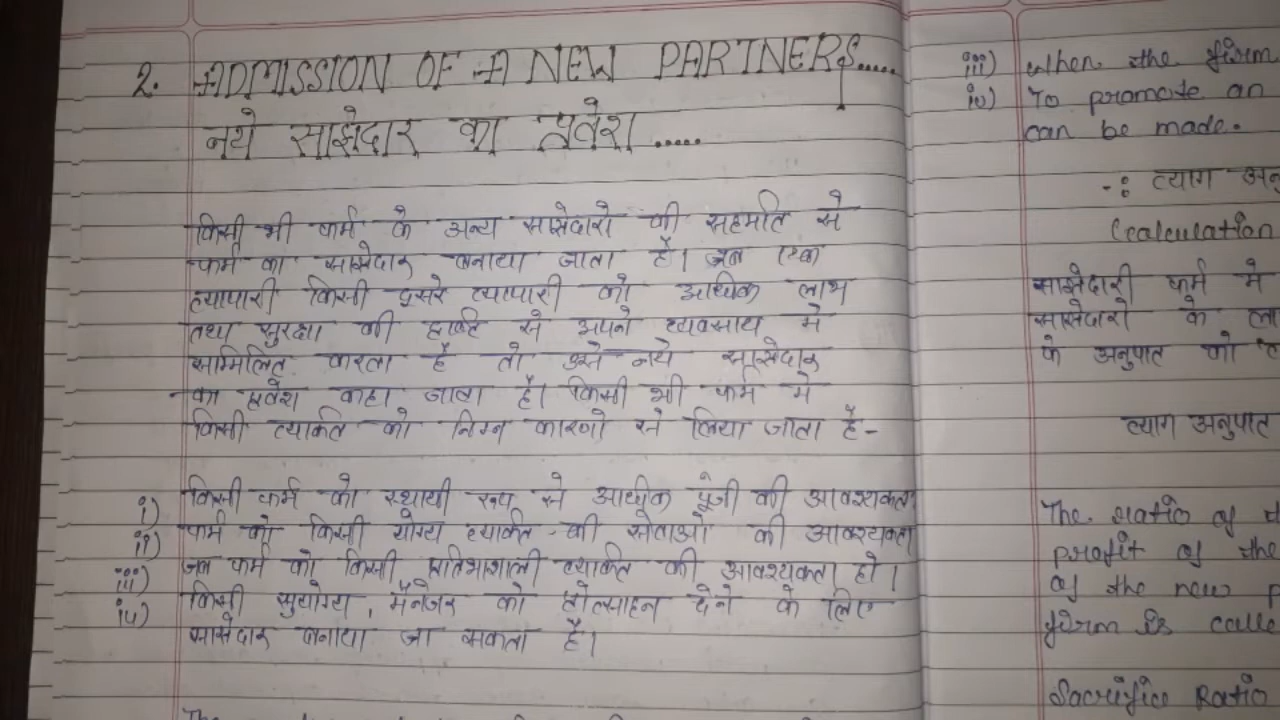 2. ADMISSION OF A NEW PARTNERS.....
नये साझेदार का प्रवेश.....
किसी भी फर्म के अन्य साझेदारो की सहमति से
फर्म का साझेदार बनाया जाता है। जब एक
व्यापारी किसी दुसरे व्यापारी को अधिक लाभ
तथा सुरक्षा की दृष्टि से अपने व्यवसाय मे
सम्मिलित करता है तो उसे नये साझेदार
का प्रवेश कहा जाता है। किसी भी फर्म मे
किसी व्यक्ति को निम्न कारणो से लिया जाता है-
i) किसी फर्म को स्थायी रूप से अधिक पूंजी की आवश्यकता
ii) फर्म को किसी योग्य व्यक्ति की सेवाओ की आवश्यकता
iii) जब फर्म को किसी प्रतिभाशाली व्यक्ति की आवश्यकता हो।
iv) किसी सुयोग्य, मैनेजर को प्रोत्साहन देने के लिए
साझेदार बनाया जा सकता है।
The
iii) when the firm
iv) To promote an
can be made.
-: त्याग अनु
(calculation
साझेदारी फर्म मे
साझेदारो के ला
के अनुपात को
त्याग अनुपात
The ratio of
profit of the
of the new p
firm is calle
Sacrifice Ratio